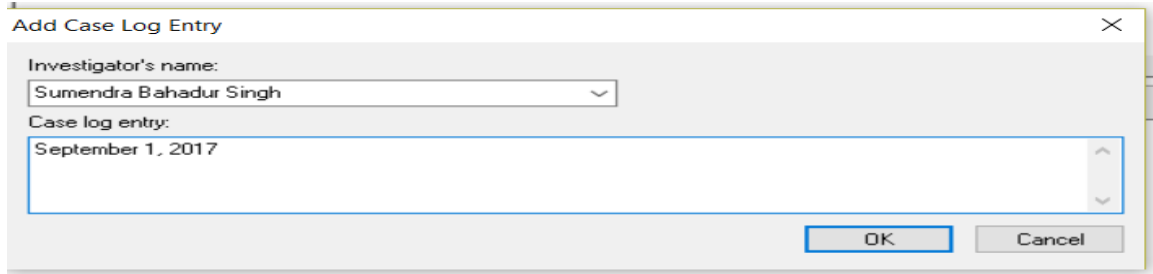 Add Case Log Entry
Investigator's name:
Sumendra Bahadur Singh
Case log entry:
September 1, 2017
OK Cancel